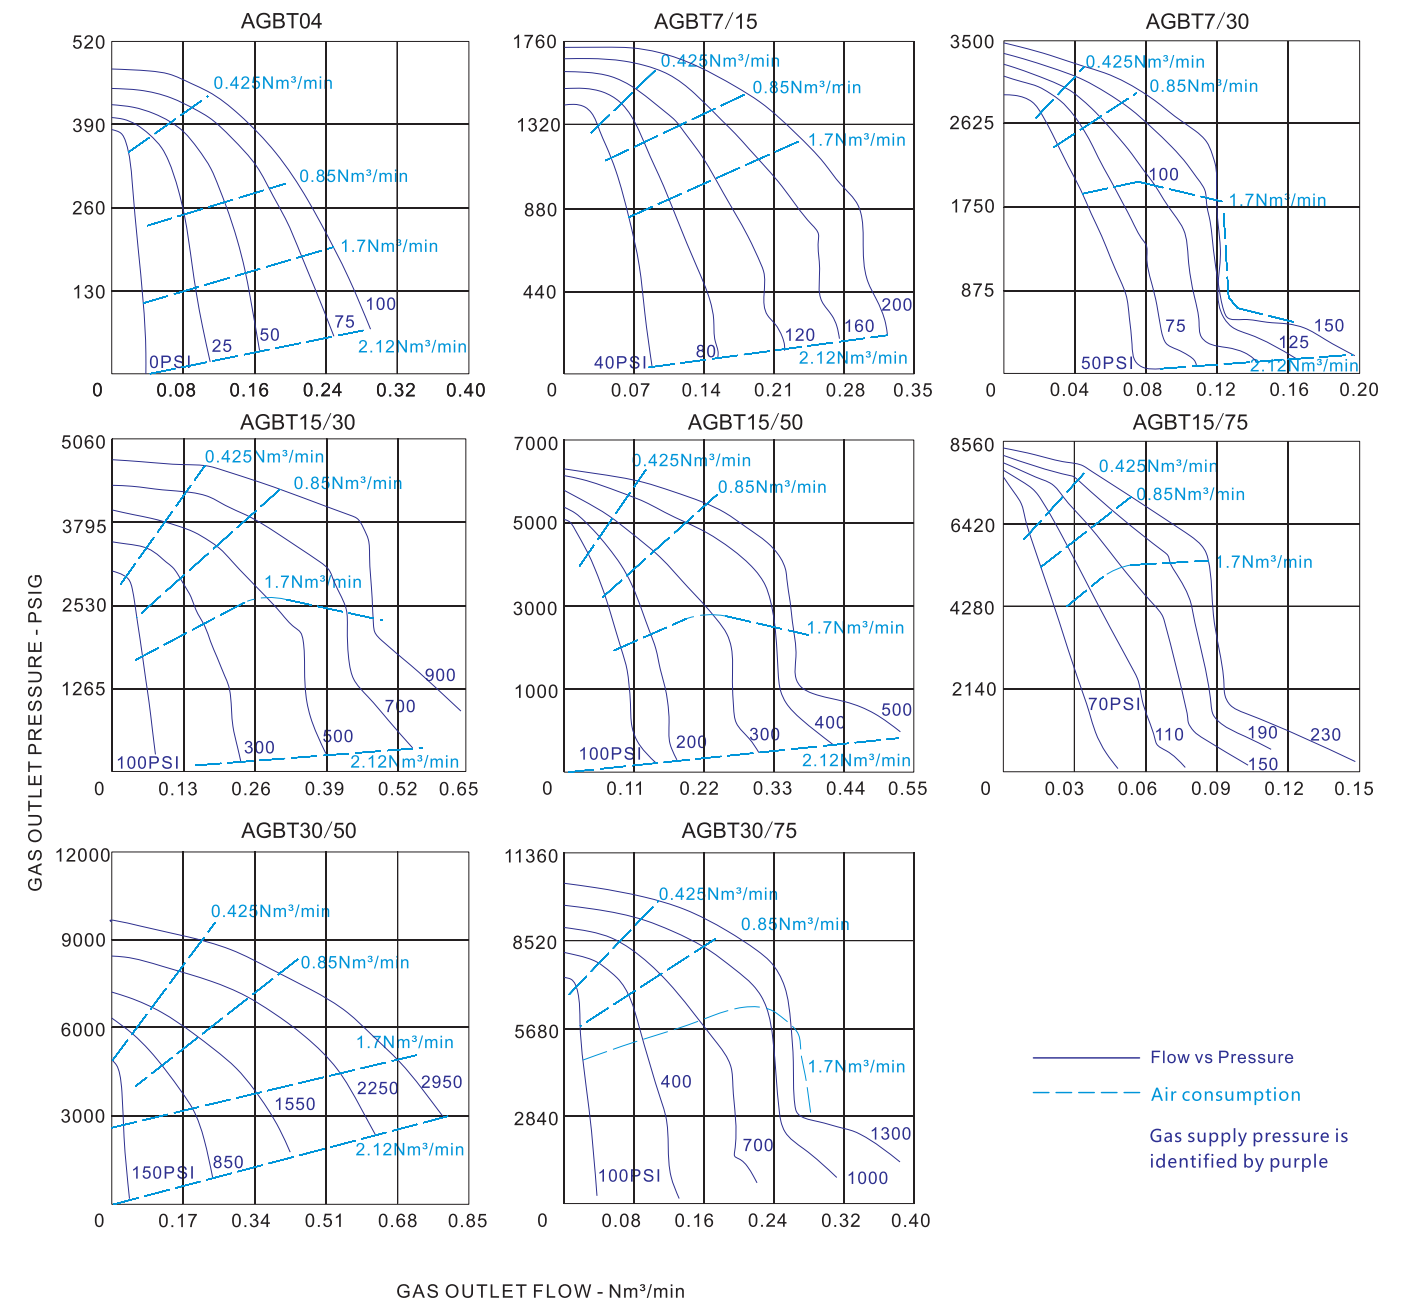 AGBT04
520
390
260
130
0
0.08
0.16
0.24
0.32
0.40
0.425Nm³/min
0.85Nm³/min
1.7Nm³/min
2.12Nm³/min
0PSI
25
50
75
100
AGBT7/15
1760
1320
880
440
0
0.07
0.14
0.21
0.28
0.35
0.425Nm³/min
0.85Nm³/min
1.7Nm³/min
2.12Nm³/min
40PSI
80
120
160
200
AGBT7/30
3500
2625
1750
875
0
0.04
0.08
0.12
0.16
0.20
0.425Nm³/min
0.85Nm³/min
1.7Nm³/min
2.12Nm³/min
50PSI
75
100
125
150
AGBT15/30
5060
3795
2530
1265
0
0.13
0.26
0.39
0.52
0.65
0.425Nm³/min
0.85Nm³/min
1.7Nm³/min
2.12Nm³/min
100PSI
300
500
700
900
AGBT15/50
7000
5000
3000
1000
0
0.11
0.22
0.33
0.44
0.55
0.425Nm³/min
0.85Nm³/min
1.7Nm³/min
2.12Nm³/min
100PSI
200
300
400
500
AGBT15/75
8560
6420
4280
2140
0
0.03
0.06
0.09
0.12
0.15
0.425Nm³/min
0.85Nm³/min
1.7Nm³/min
70PSI
110
150
190
230
AGBT30/50
12000
9000
6000
3000
0
0.17
0.34
0.51
0.68
0.85
0.425Nm³/min
0.85Nm³/min
1.7Nm³/min
2.12Nm³/min
150PSI
850
1550
2250
2950
AGBT30/75
11360
8520
5680
2840
0
0.08
0.16
0.24
0.32
0.40
0.425Nm³/min
0.85Nm³/min
1.7Nm³/min
100PSI
400
700
1000
1300
Flow vs Pressure
Air consumption
Gas supply pressure is
identified by purple
GAS OUTLET PRESSURE - PSIG
GAS OUTLET FLOW - Nm³/min